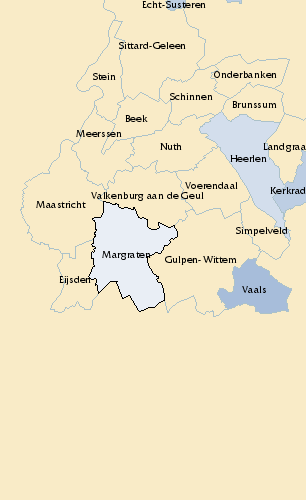 Echt-Susteren
Sittard-Geleen
Stein
Onderbanken
Schinnen
Brunssum
Beek
Meerssen
Nuth
Landgraa
Heerlen
Voerendaal
Kerkrad
Valkenburg aan de Geul
Maastricht
Simpelveld
Margraten
Gulpen- Wittem
Eijsden
Vaals